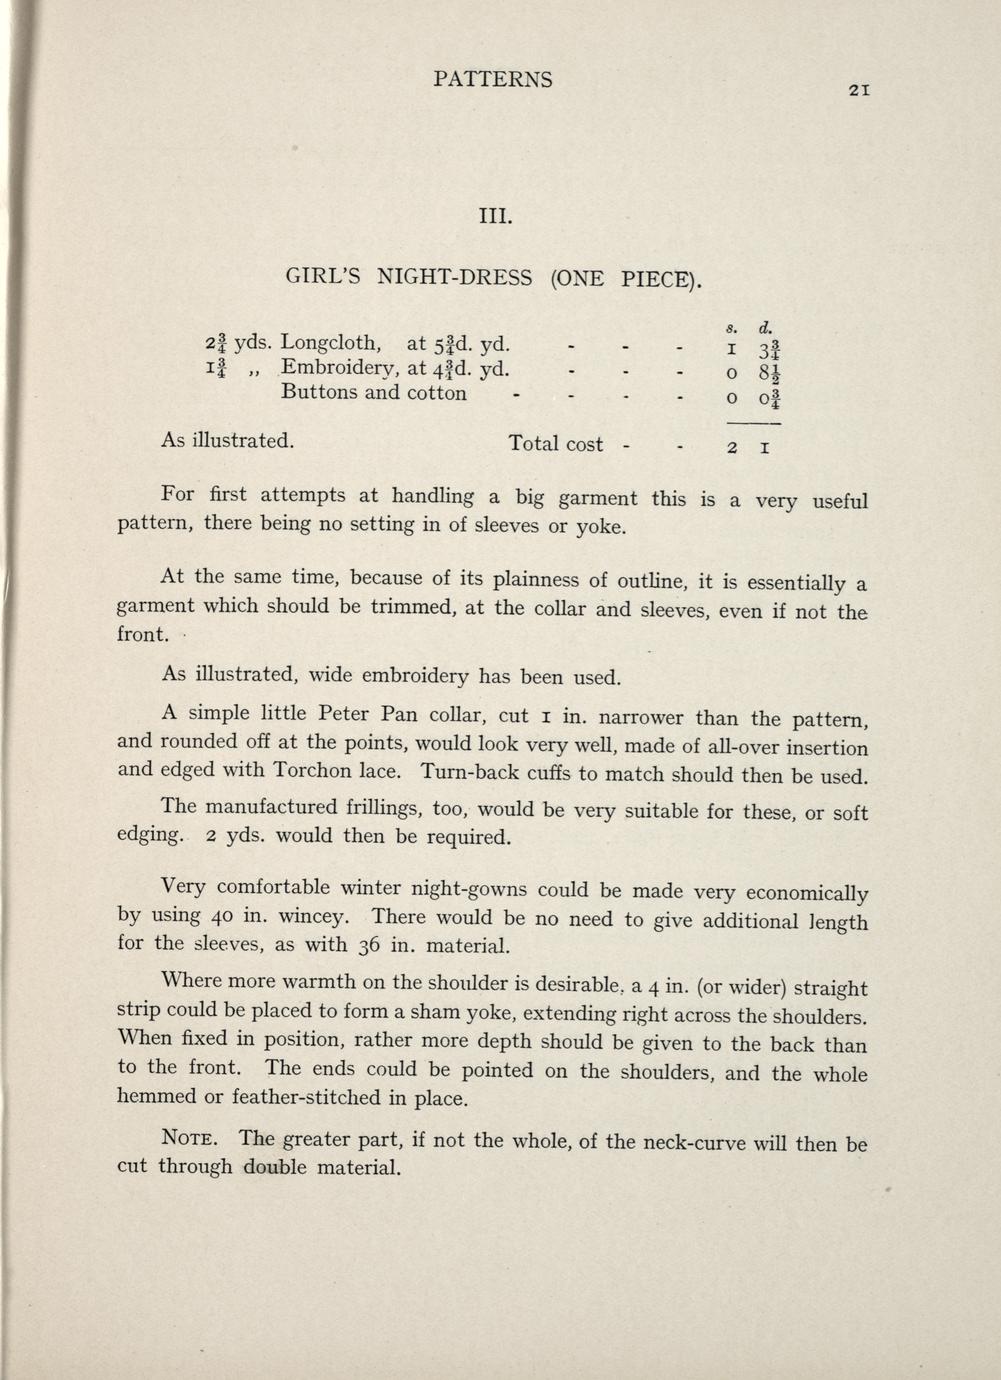 PATTERNS
21
III.
GIRL'S NIGHT-DRESS (ONE PIECE).
s. d.
2¾ yds. Longcloth, at 5¾d. yd. - - - 1 3¾
1¾ ,, Embroidery, at 4¾d. yd. - - - 0 8½
Buttons and cotton - - - - 0 0¾
As illustrated. Total cost - - 2 1
For first attempts at handling a big garment this is a very useful
pattern, there being no setting in of sleeves or yoke.
At the same time, because of its plainness of outline, it is essentially a
garment which should be trimmed, at the collar and sleeves, even if not the
front.
As illustrated, wide embroidery has been used.
A simple little Peter Pan collar, cut 1 in. narrower than the pattern,
and rounded off at the points, would look very well, made of all-over insertion
and edged with Torchon lace. Turn-back cuffs to match should then be used.
The manufactured frillings, too, would be very suitable for these, or soft
edging. 2 yds. would then be required.
Very comfortable winter night-gowns could be made very economically
by using 40 in. wincey. There would be no need to give additional length
for the sleeves, as with 36 in. material.
Where more warmth on the shoulder is desirable, a 4 in. (or wider) straight
strip could be placed to form a sham yoke, extending right across the shoulders.
When fixed in position, rather more depth should be given to the back than
to the front. The ends could be pointed on the shoulders, and the whole
hemmed or feather-stitched in place.
NOTE. The greater part, if not the whole, of the neck-curve will then be
cut through double material.